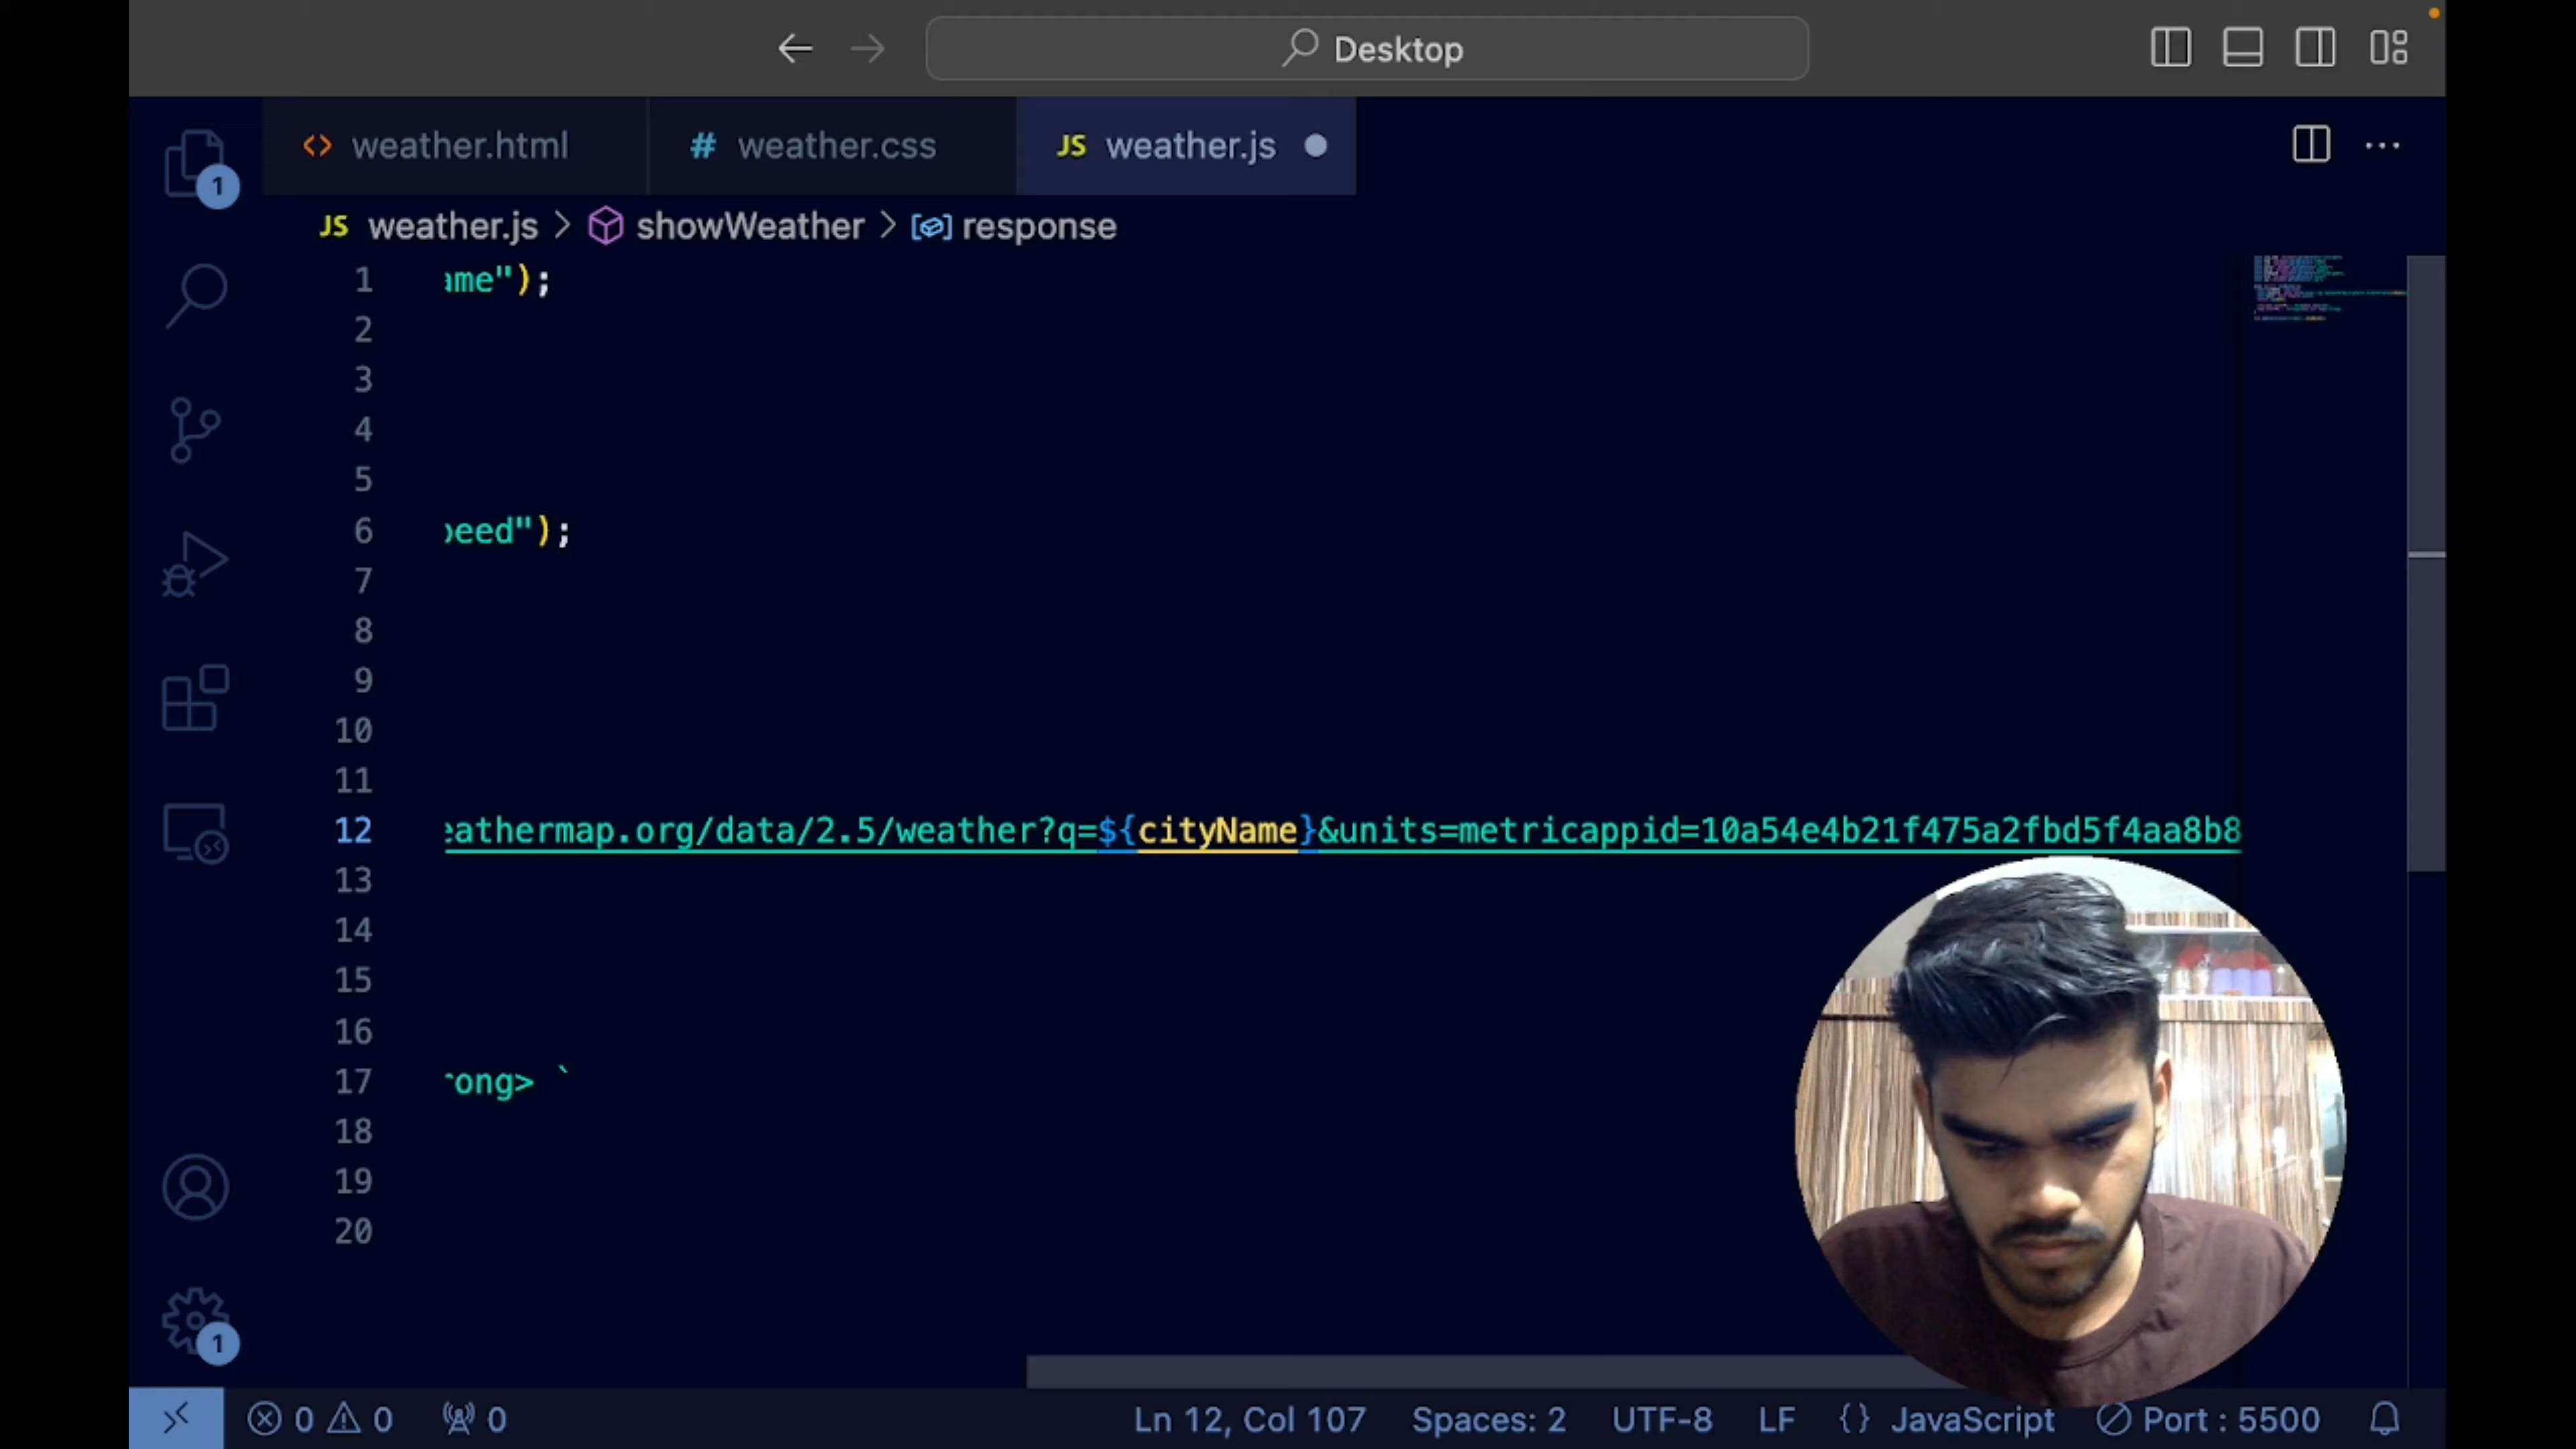 Desktop
weather.html
# weather.css
JS weather.js
JS weather.js > showWeather > response
1
1 ame");
2
3
4
5
6 peed");
7
8
9
10
11
12 eathermap.org/data/2.5/weather?q=${cityName}&units=metricappid=10a54e4b21f475a2fbd5f4aa8b8
13
14
15
16
17 rong> `
18
19
20
1
0 0 0 Ln 12, Col 107 Spaces: 2 UTF-8 LF {} JavaScript Port : 5500